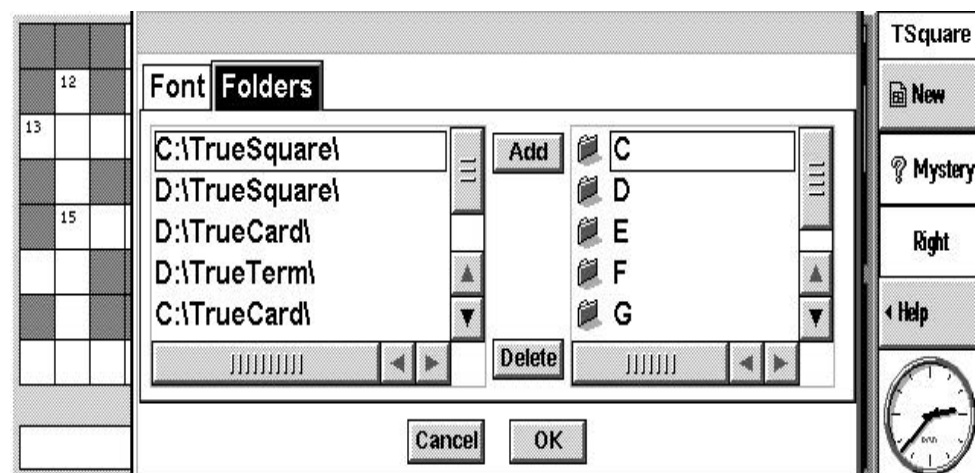 TSquare
New
? Mystery
Right
Help
12
13
15
Font Folders
C:\TrueSquare\
D:\TrueSquare\
D:\TrueCard\
D:\TrueTerm\
C:\TrueCard\
Add
Delete
C
D
E
F
G
Cancel OK